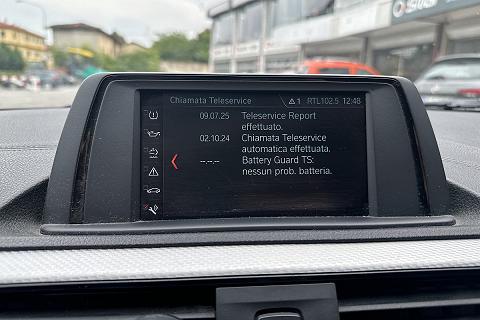 Chiamata Teleservice 1 RTL102.5 12:48
09.07.25 Teleservice Report
effettuato.
02.10.24 Chiamata Teleservice
automatica effettuata.
--.--.-- Battery Guard TS:
nessun prob. batteria.